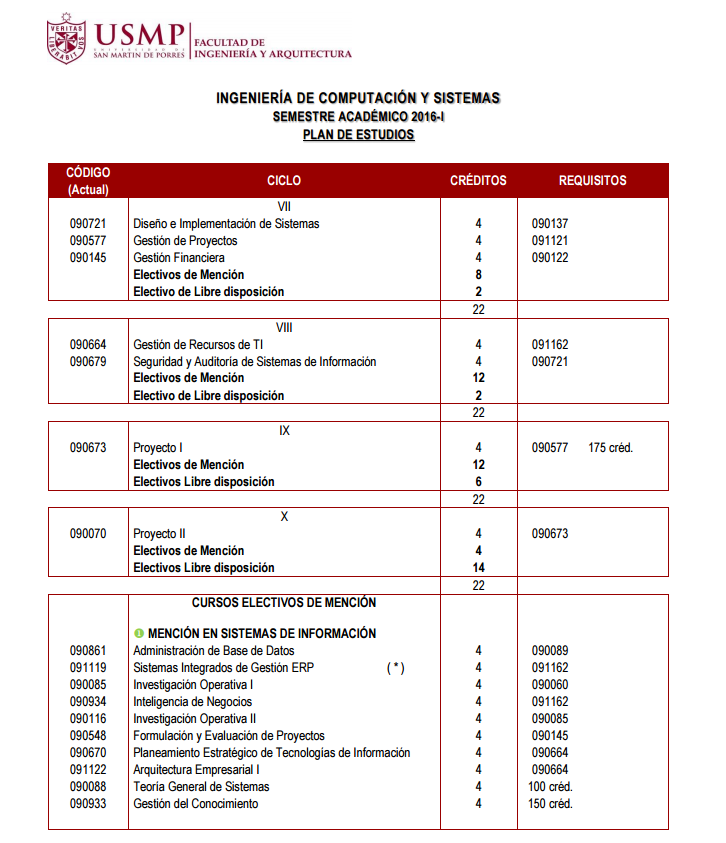 VERITAS
LIBERABIT VOS
USMP
UNIVERSIDAD DE
SAN MARTIN DE PORRES
FACULTAD DE
INGENIERÍA Y ARQUITECTURA
INGENIERÍA DE COMPUTACIÓN Y SISTEMAS
SEMESTRE ACADÉMICO 2016-I
PLAN DE ESTUDIOS
CÓDIGO (Actual) CICLO CRÉDITOS REQUISITOS
VII
090721 Diseño e Implementación de Sistemas 4 090137
090577 Gestión de Proyectos 4 091121
090145 Gestión Financiera 4 090122
Electivos de Mención 8
Electivo de Libre disposición 2
22
VIII
090664 Gestión de Recursos de TI 4 091162
090679 Seguridad y Auditoría de Sistemas de Información 4 090721
Electivos de Mención 12
Electivo de Libre disposición 2
22
IX
090673 Proyecto I 4 090577 175 créd.
Electivos de Mención 12
Electivos Libre disposición 6
22
X
090070 Proyecto II 4 090673
Electivos de Mención 4
Electivos Libre disposición 14
22
CURSOS ELECTIVOS DE MENCIÓN
MENCIÓN EN SISTEMAS DE INFORMACIÓN
090861 Administración de Base de Datos 4 090089
091119 Sistemas Integrados de Gestión ERP ( * ) 4 091162
090085 Investigación Operativa I 4 090060
090934 Inteligencia de Negocios 4 091162
090116 Investigación Operativa II 4 090085
090548 Formulación y Evaluación de Proyectos 4 090145
090670 Planeamiento Estratégico de Tecnologías de Información 4 090664
091122 Arquitectura Empresarial I 4 090664
090088 Teoría General de Sistemas 4 100 créd.
090933 Gestión del Conocimiento 4 150 créd.